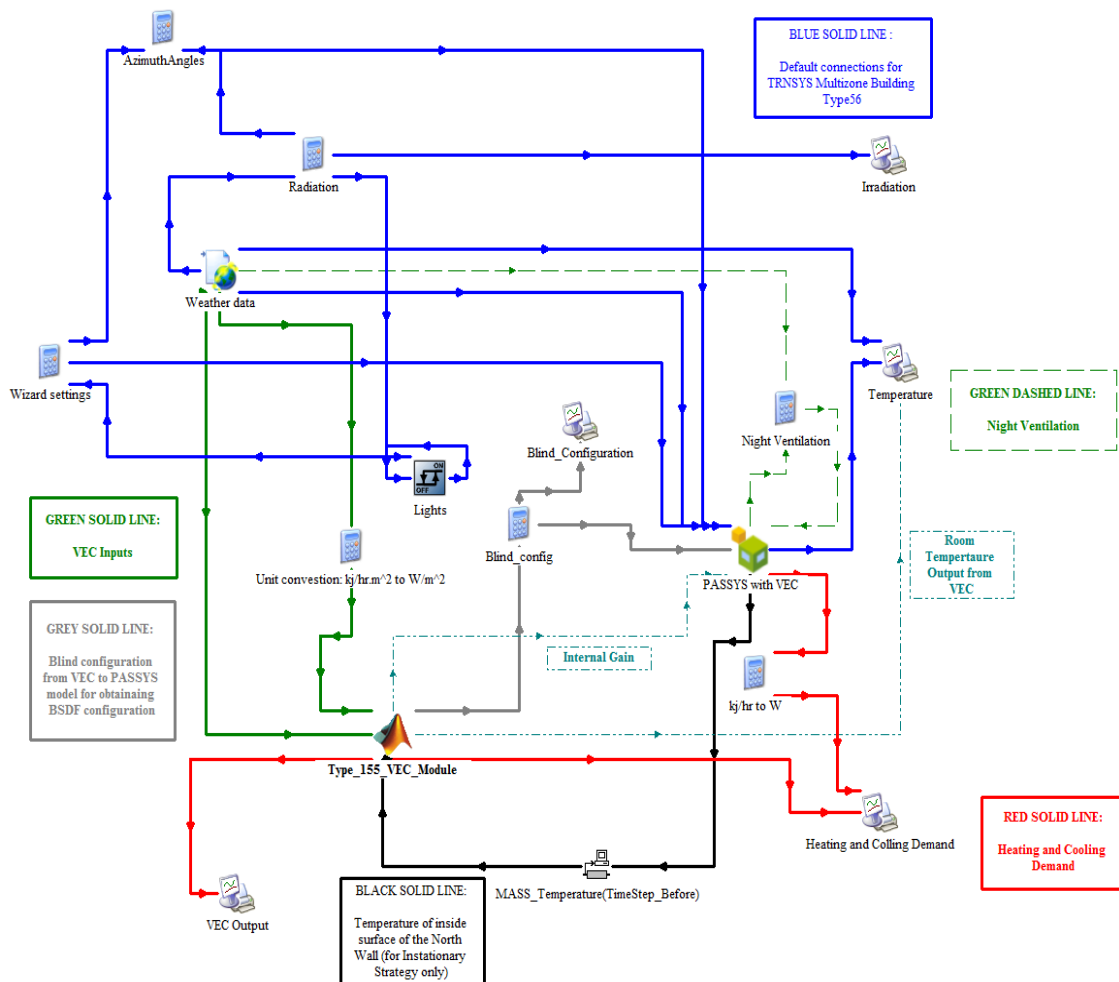 AzimuthAngles
BLUE SOLID LINE :
Default connections for
TRNSYS Multizone Building
Type56
Radiation
Irradiation
Weather data
Wizard settings
Temperature
GREEN DASHED LINE:
Night Ventilation
Night Ventilation
Blind_Configuration
ON
OFF
Lights
GREEN SOLID LINE:
VEC Inputs
Blind_config
Unit convestion: kj/hr.m^2 to W/m^2
PASSYS with VEC
Room
Tempertaure
Output from
VEC
GREY SOLID LINE:
Blind configuration
from VEC to PASSYS
model for obtainaing
BSDF configuration
Internal Gain
kj/hr to W
Type_155_VEC_Module
Heating and Colling Demand
RED SOLID LINE:
Heating and Cooling
Demand
MASS_Temperature(TimeStep_Before)
VEC Output
BLACK SOLID LINE:
Temperature of inside
surface of the North
Wall (for Instationary
Strategy only)